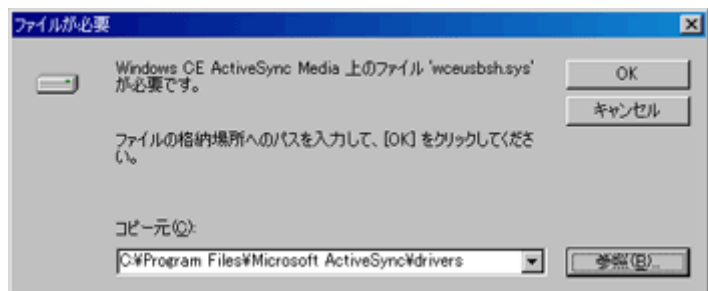 ファイルが必要
Windows CE ActiveSync Media 上のファイル 'wceusbsh.sys'
が必要です。
OK
キャンセル
ファイルの格納場所へのパスを入力して、[OK] をクリックしてくださ
い。
コピー元(C):
C:¥Program Files¥Microsoft ActiveSync¥drivers
参照(B)...